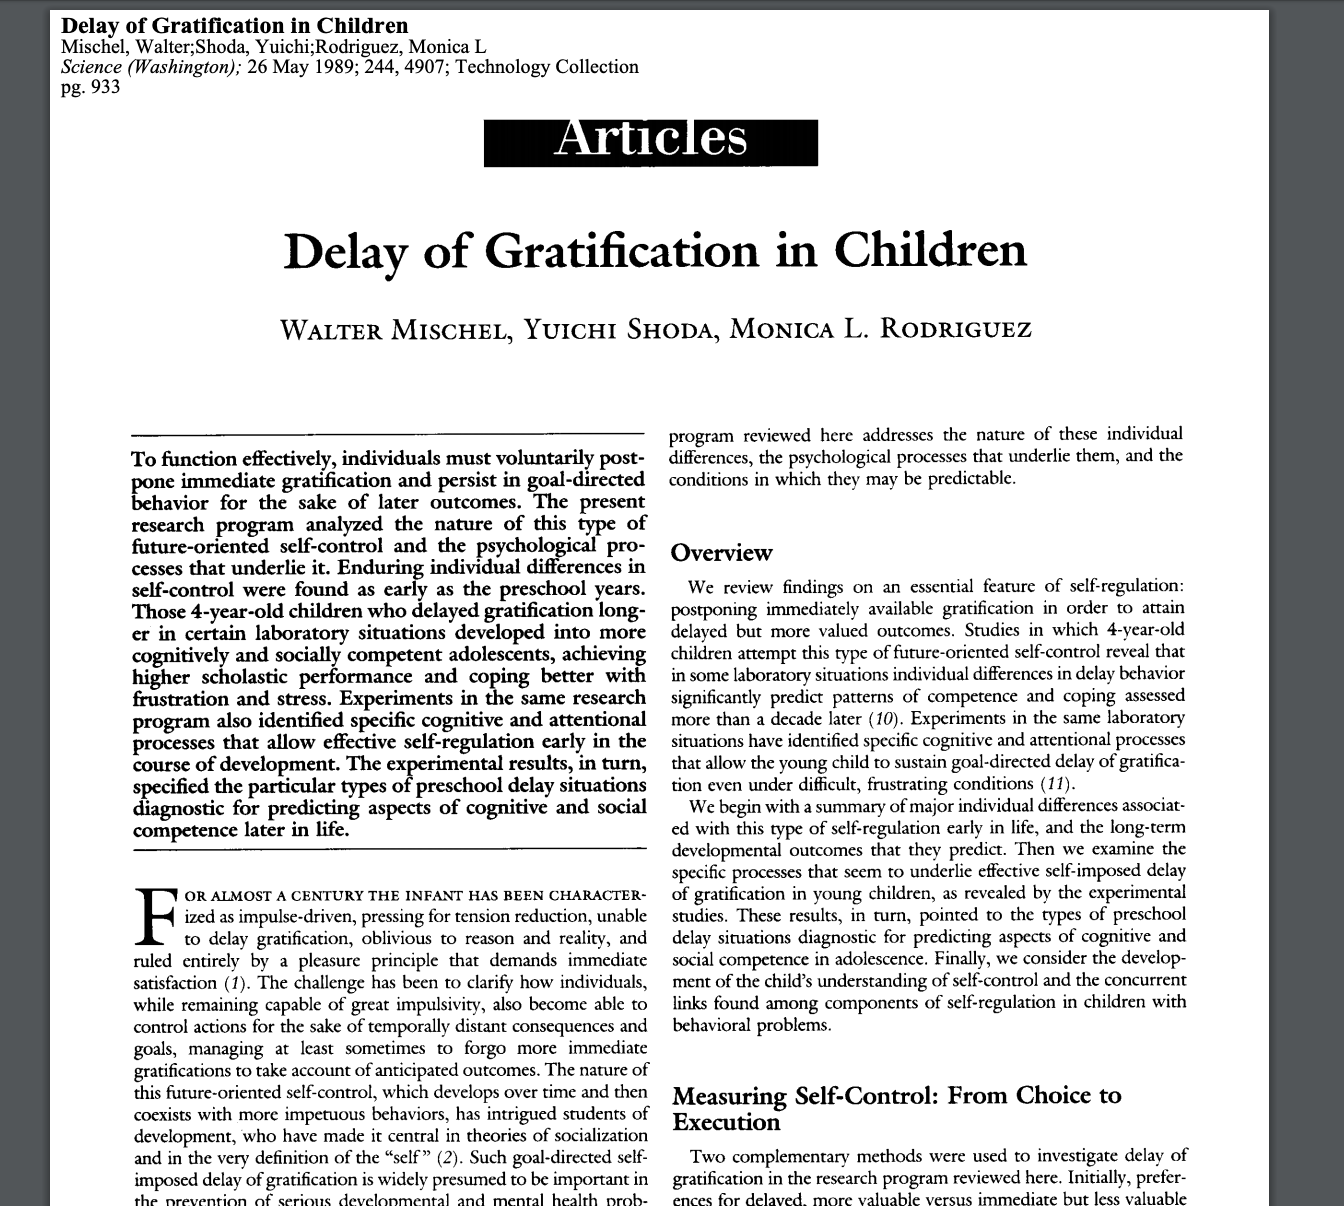 Delay of Gratification in Children
Mischel, Walter;Shoda, Yuichi;Rodriguez, Monica L
Science (Washington); 26 May 1989; 244, 4907; Technology Collection
pg. 933
Articles
Delay of Gratification in Children
WALTER MISCHEL, YUICHI SHODA, MONICA L. RODRIGUEZ
To function effectively, individuals must voluntarily post-
pone immediate gratification and persist in goal-directed
behavior for the sake of later outcomes. The present
research program analyzed the nature of this type of
future-oriented self-control and the psychological pro-
cesses that underlie it. Enduring individual differences in
self-control were found as early as the preschool years.
Those 4-year-old children who delayed gratification long-
er in certain laboratory situations developed into more
cognitively and socially competent adolescents, achieving
higher scholastic performance and coping better with
frustration and stress. Experiments in the same research
program also identified specific cognitive and attentional
processes that allow effective self-regulation early in the
course of development. The experimental results, in turn,
specified the particular types of preschool delay situations
diagnostic for predicting aspects of cognitive and social
competence later in life.
FOR ALMOST A CENTURY THE INFANT HAS BEEN CHARACTER-
ized as impulse-driven, pressing for tension reduction, unable
to delay gratification, oblivious to reason and reality, and
ruled entirely by a pleasure principle that demands immediate
satisfaction (1). The challenge has been to clarify how individuals,
while remaining capable of great impulsivity, also become able to
control actions for the sake of temporally distant consequences and
goals, managing at least sometimes to forgo more immediate
gratifications to take account of anticipated outcomes. The nature of
this future-oriented self-control, which develops over time and then
coexists with more impetuous behaviors, has intrigued students of
development, who have made it central in theories of socialization
and in the very definition of the “self” (2). Such goal-directed self-
imposed delay of gratification is widely presumed to be important in
the prevention of serious developmental and mental health prob-
program reviewed here addresses the nature of these individual
differences, the psychological processes that underlie them, and the
conditions in which they may be predictable.
Overview
We review findings on an essential feature of self-regulation:
postponing immediately available gratification in order to attain
delayed but more valued outcomes. Studies in which 4-year-old
children attempt this type of future-oriented self-control reveal that
in some laboratory situations individual differences in delay behavior
significantly predict patterns of competence and coping assessed
more than a decade later (10). Experiments in the same laboratory
situations have identified specific cognitive and attentional processes
that allow the young child to sustain goal-directed delay of gratifica-
tion even under difficult, frustrating conditions (11).
We begin with a summary of major individual differences associat-
ed with this type of self-regulation early in life, and the long-term
developmental outcomes that they predict. Then we examine the
specific processes that seem to underlie effective self-imposed delay
of gratification in young children, as revealed by the experimental
studies. These results, in turn, pointed to the types of preschool
delay situations diagnostic for predicting aspects of cognitive and
social competence in adolescence. Finally, we consider the develop-
ment of the child’s understanding of self-control and the concurrent
links found among components of self-regulation in children with
behavioral problems.
Measuring Self-Control: From Choice to
Execution
Two complementary methods were used to investigate delay of
gratification in the research program reviewed here. Initially, prefer-
ences for delayed, more valuable versus immediate but less valuable